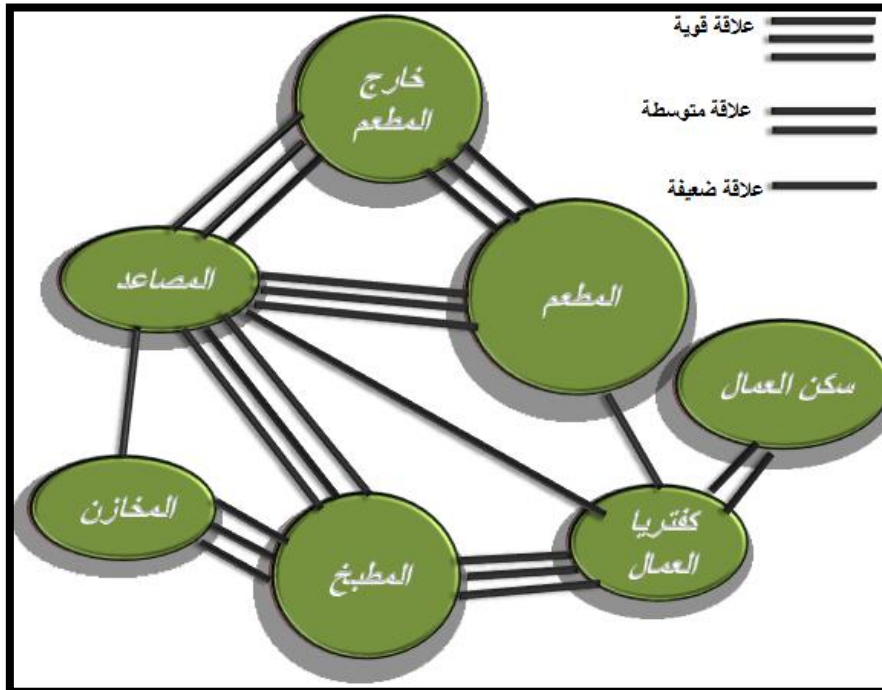 علاقة قوية
علاقة متوسطة
علاقة ضعيفة
خارج
المطعم
المصاعد
المطعم
سكن العمال
المخازن
المطبخ
كفتريا
العمال